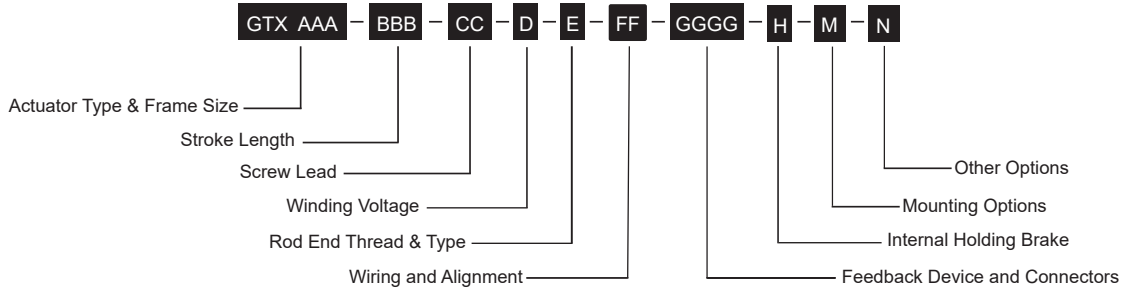 GTX AAA - BBB - CC - D - E - FF - GGGG - H - M - N
Actuator Type & Frame Size
Stroke Length
Screw Lead
Winding Voltage
Rod End Thread & Type
Wiring and Alignment
Other Options
Mounting Options
Internal Holding Brake
Feedback Device and Connectors